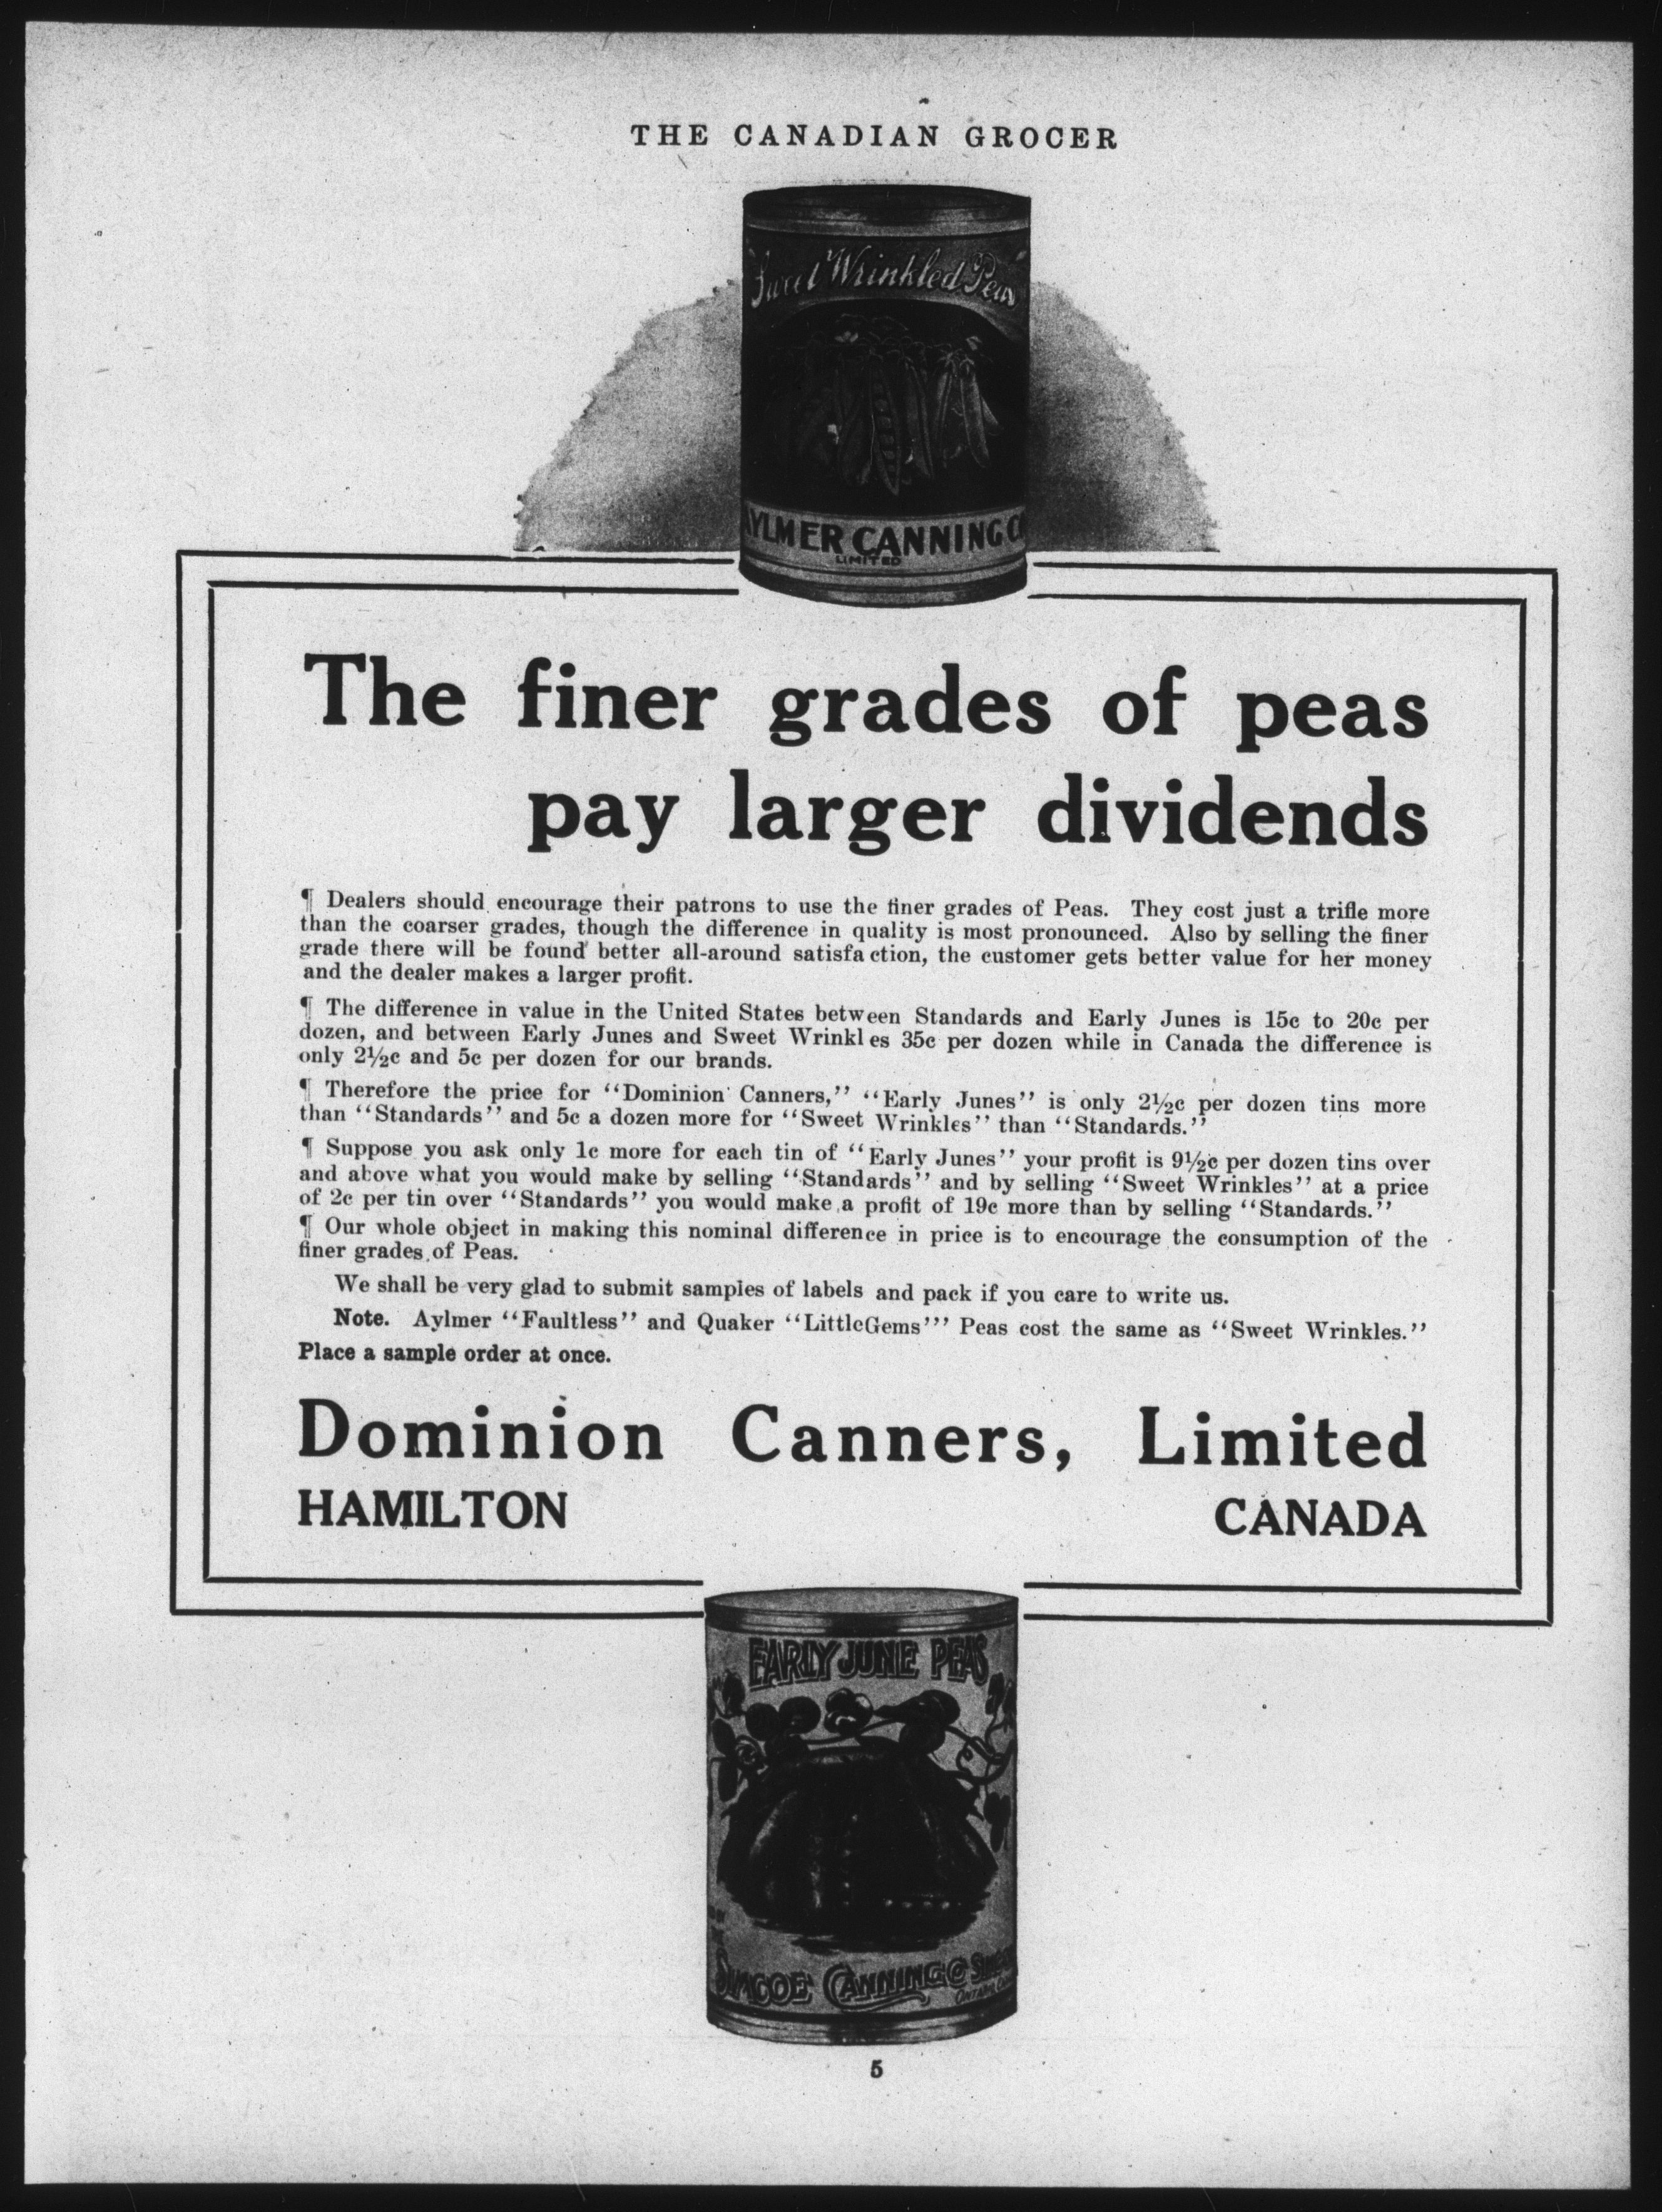 THE CANADIAN GROCER
Sweet Wrinkled Peas
AYLMER CANNING CO
LIMITED
The finer grades of peas
pay larger dividends
¶ Dealers should encourage their patrons to use the finer grades of Peas. They cost just a trifle more
than the coarser grades, though the difference in quality is most pronounced. Also by selling the finer
grade there will be found better all-around satisfaction, the customer gets better value for her money
and the dealer makes a larger profit.
¶ The difference in value in the United States between Standards and Early Junes is 15c to 20c per
dozen, and between Early Junes and Sweet Wrinkles 35c per dozen while in Canada the difference is
only 2½c and 5c per dozen for our brands.
¶ Therefore the price for "Dominion Canners," "Early Junes" is only 2½c per dozen tins more
than "Standards" and 5c a dozen more for "Sweet Wrinkles" than "Standards."
¶ Suppose you ask only 1c more for each tin of "Early Junes" your profit is 9½c per dozen tins over
and above what you would make by selling "Standards" and by selling "Sweet Wrinkles" at a price
of 2c per tin over "Standards" you would make a profit of 19c more than by selling "Standards."
¶ Our whole object in making this nominal difference in price is to encourage the consumption of the
finer grades of Peas.
We shall be very glad to submit samples of labels and pack if you care to write us.
Note. Aylmer "Faultless" and Quaker "LittleGems'" Peas cost the same as "Sweet Wrinkles."
Place a sample order at once.
Dominion Canners, Limited
HAMILTON CANADA
EARLY JUNE PEAS
SIMCOE CANNING Co
5